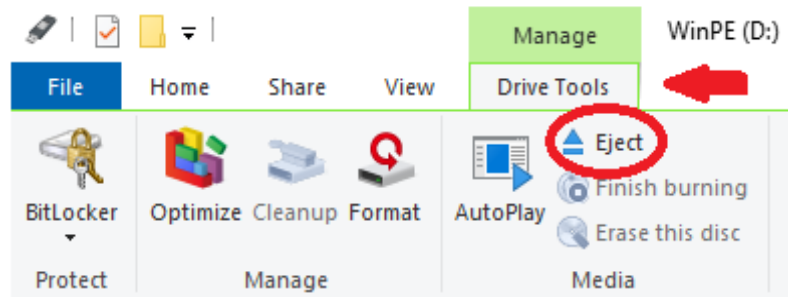 Manage WinPE (D:)
File Home Share View Drive Tools
Eject
Finish burning
Erase this disc
BitLocker Optimize Cleanup Format AutoPlay
Protect Manage Media